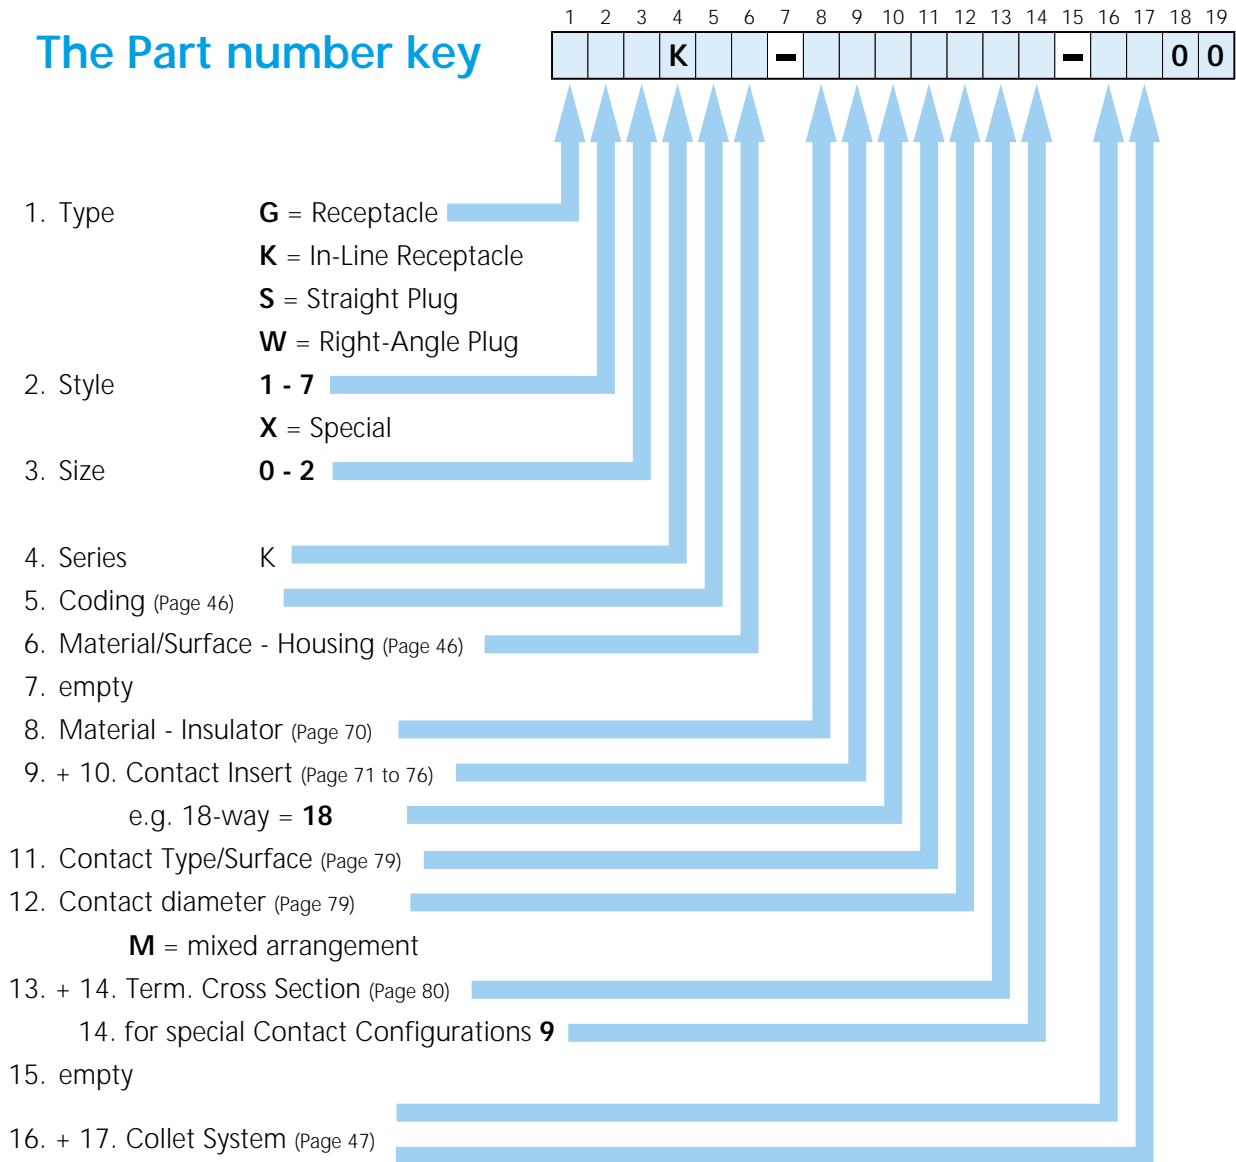 1 2 3 4 5 6 7 8 9 10 11 12 13 14 15 16 17 18 19
The Part number key
K - - 0 0
1. Type G = Receptacle
K = In-Line Receptacle
S = Straight Plug
W = Right-Angle Plug
2. Style 1 - 7
X = Special
3. Size 0 - 2
4. Series K
5. Coding (Page 46)
6. Material/Surface - Housing (Page 46)
7. empty
8. Material - Insulator (Page 70)
9. + 10. Contact Insert (Page 71 to 76)
e.g. 18-way = 18
11. Contact Type/Surface (Page 79)
12. Contact diameter (Page 79)
M = mixed arrangement
13. + 14. Term. Cross Section (Page 80)
14. for special Contact Configurations 9
15. empty
16. + 17. Collet System (Page 47)